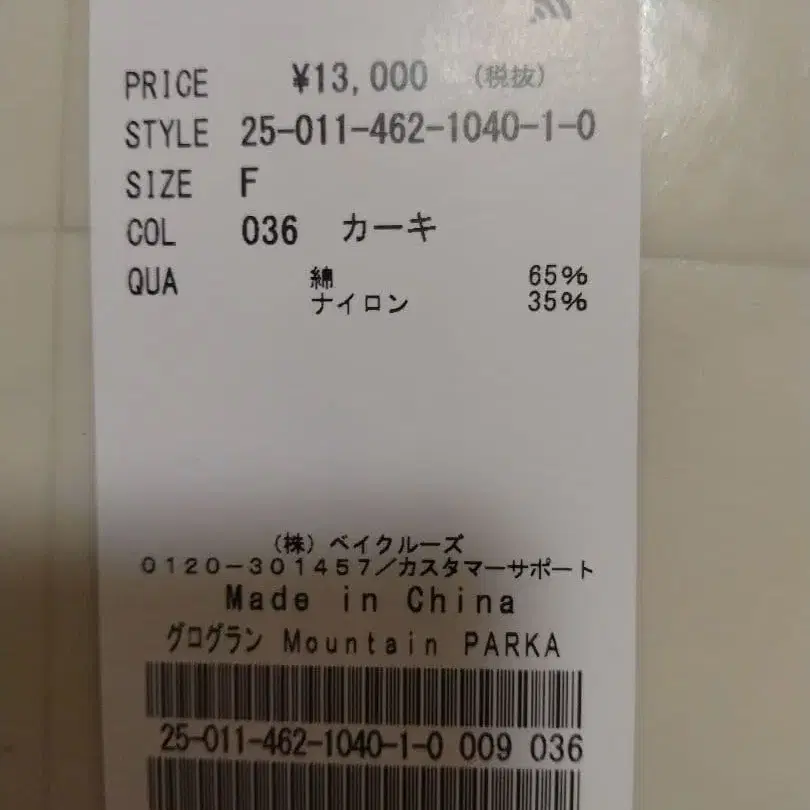 PRICE ¥13,000 (税抜)
STYLE 25-011-462-1040-1-0
SIZE F
COL 036 カーキ
QUA 綿 65%
ナイロン 35%
(株)ベイクルーズ
0120-301457/カスタマーサポート
Made in China
グログラン Mountain PARKA
25-011-462-1040-1-0 009 036